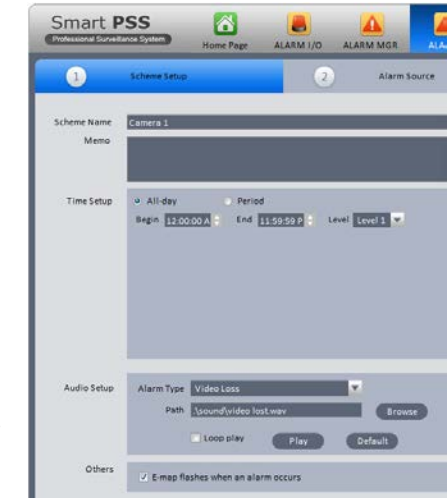 Smart PSS
Professional Surveillance System
Home Page ALARM I/O ALARM MGR
1 Scheme Setup 2 Alarm Source
Scheme Name Camera 1
Memo
Time Setup All-day Period
Begin 12:00:00 A End 11:59:59 P Level Level 1
Audio Setup Alarm Type Video Loss
Path .\sound\video lost.wav Browse
Loop play Play Default
Others
E-map flashes when an alarm occurs